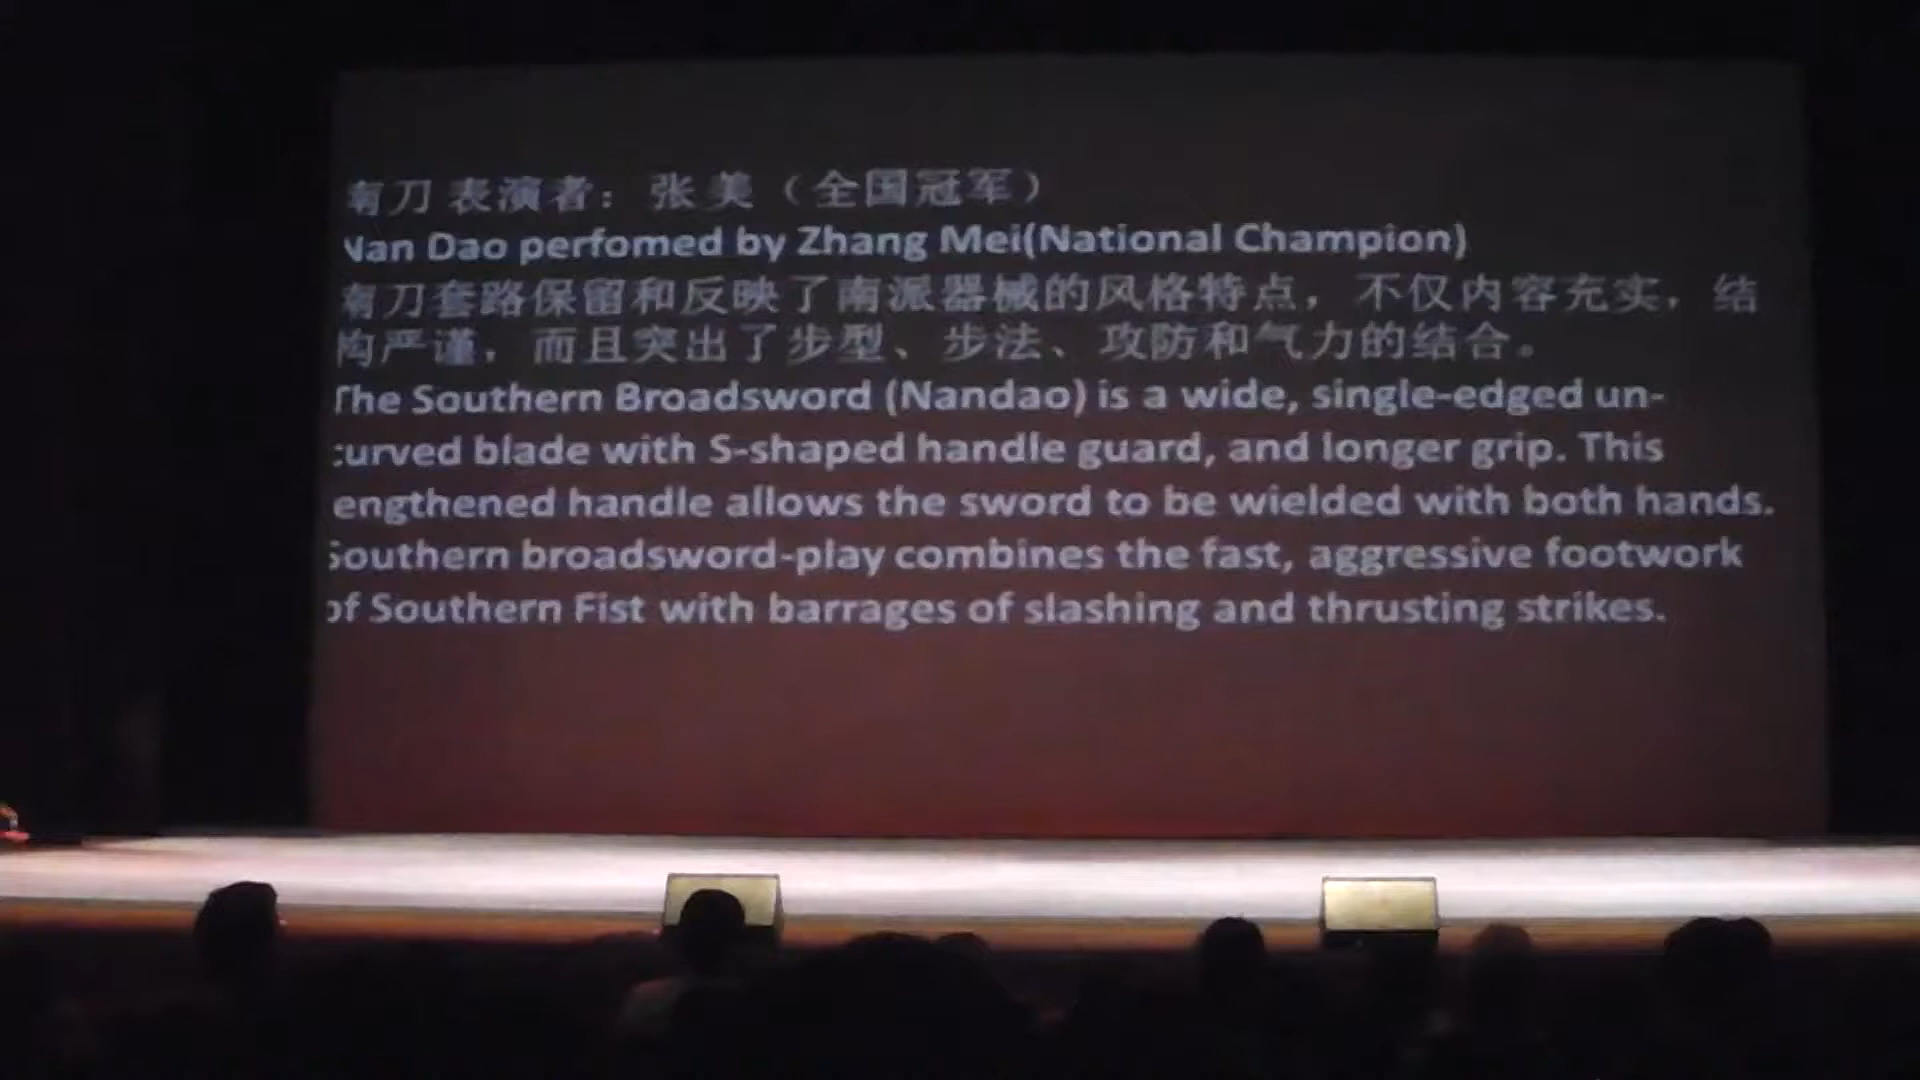 南刀 表演者：张 美（全国冠军）
Nan Dao perfomed by Zhang Mei(National Champion)
南刀套路保留和反映了南派器械的风格特点，不仅内容充实，结
构严谨，而且突出了步型、步法、攻防和气力的结合。
The Southern Broadsword (Nandao) is a wide, single-edged un-
curved blade with S-shaped handle guard, and longer grip. This
engthened handle allows the sword to be wielded with both hands.
Southern broadsword-play combines the fast, aggressive footwork
of Southern Fist with barrages of slashing and thrusting strikes.